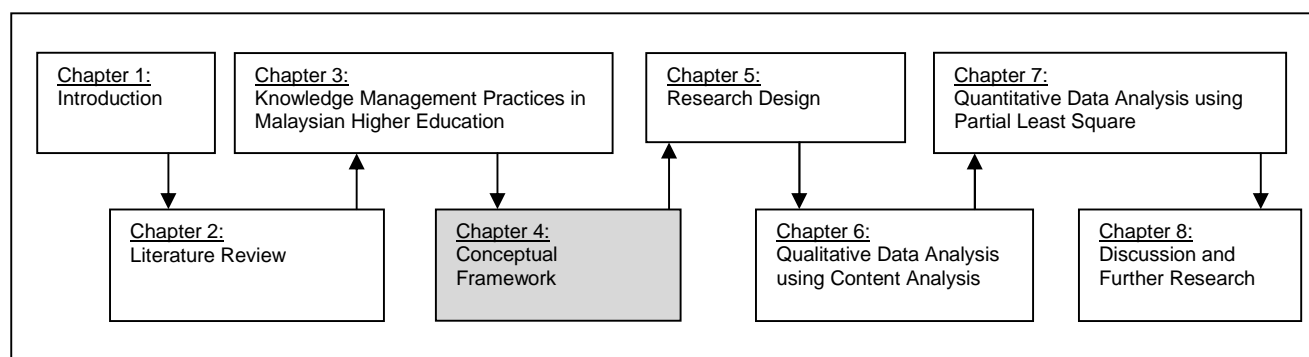 Chapter 1:
Introduction
Chapter 2:
Literature Review
Chapter 3:
Knowledge Management Practices in
Malaysian Higher Education
Chapter 4:
Conceptual
Framework
Chapter 5:
Research Design
Chapter 6:
Qualitative Data Analysis
using Content Analysis
Chapter 7:
Quantitative Data Analysis using
Partial Least Square
Chapter 8:
Discussion and
Further Research